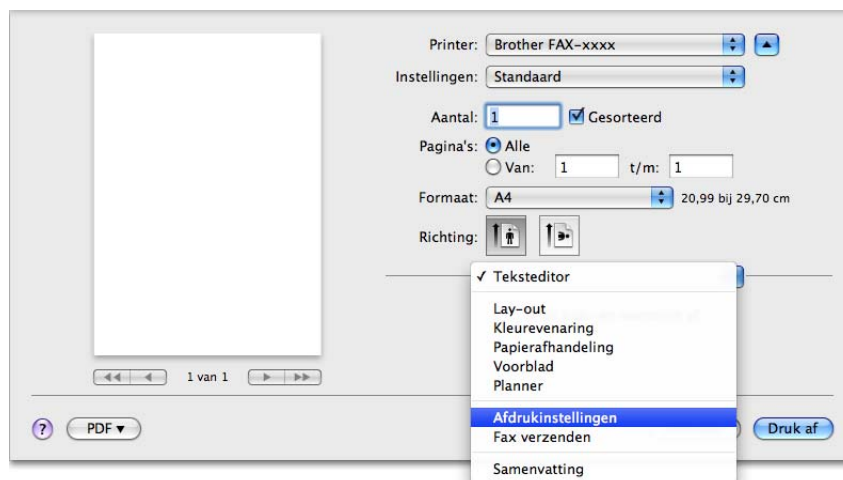 Printer: Brother FAX-xxxx
Instellingen: Standaard
Aantal: 1 Gesorteerd
Pagina's: Alle
Van: 1 t/m: 1
Formaat: A4 20,99 bij 29,70 cm
Richting:
✓ Teksteditor
Lay-out
Kleurevenaring
Papierafhandeling
Voorblad
Planner
Afdrukinstellingen
Fax verzenden
Samenvatting
1 van 1
? PDF ▼ Druk af